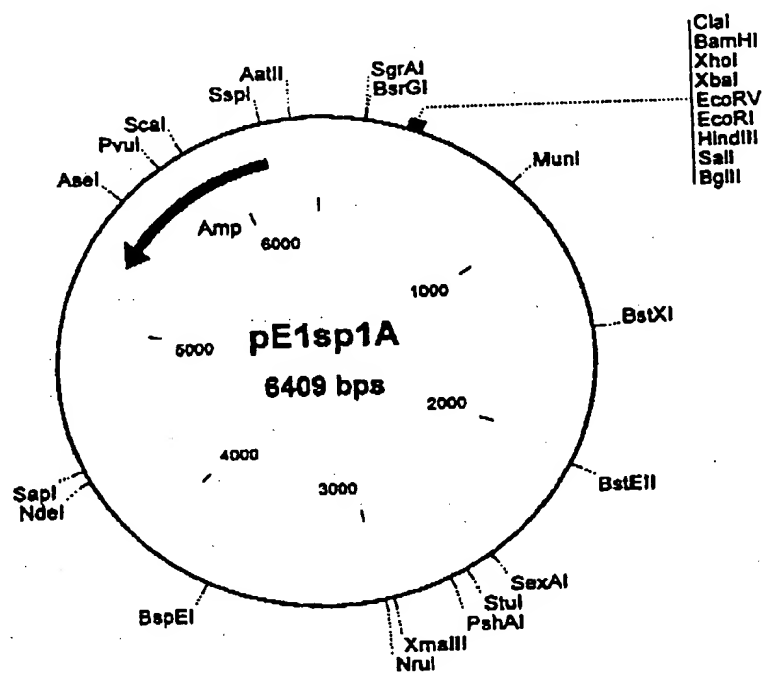 ClaI
BamHI
XhoI
XbaI
EcoRV
EcoRI
HindIII
SalI
BglII
AatII
SspI
SgrAI
BsrGI
ScaI
PvuI
AseI
MunI
Amp
6000
1000
BstXI
5000
pE1sp1A
6409 bps
2000
4000
3000
SapI
NdeI
BstEII
SexAI
StuI
PshAI
BspEI
XmaIII
NruI